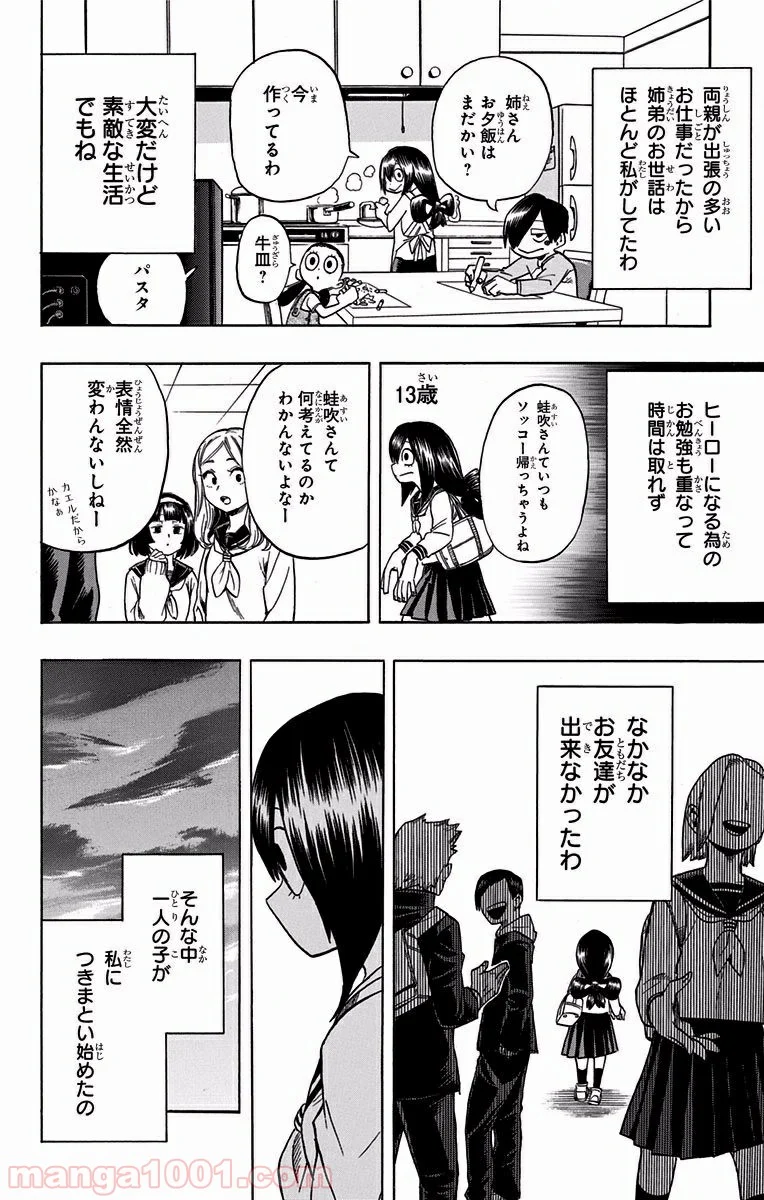 両親が出張の多い
お仕事だったから
姉弟のお世話は
ほとんど私がしてたわ
姉さん
お夕飯は
まだかい?
今
作ってるわ
牛皿?
パスタ
大変だけど
素敵な生活
でもね
ヒーローになる為の
お勉強も重なって
時間は取れず
13歳
蛙吹さんていつも
ソッコー帰っちゃうよね
蛙吹さんて
何考えてるのか
わかんないよなー
表情全然
変わんないしねー
カエルだから
かなぁ
なかなか
お友達が
出来なかったわ
そんな中
一人の子が
私に
つきまとい始めたの
manga1001.com